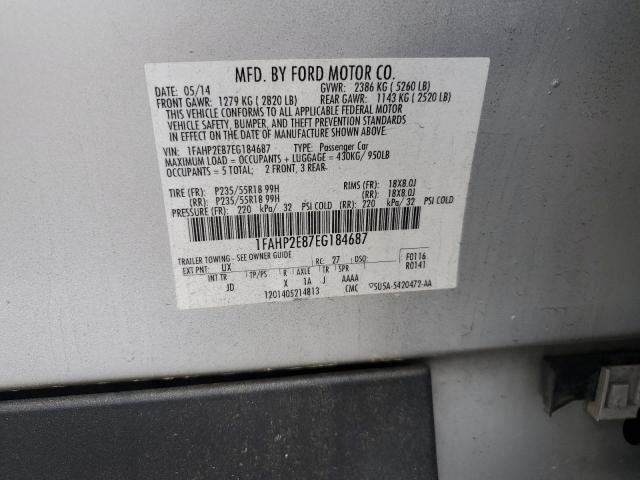 MFD. BY FORD MOTOR CO.
DATE: 05/14 GVWR: 2386 KG ( 5260 LB)
FRONT GAWR: 1279 KG ( 2820 LB) REAR GAWR: 1143 KG ( 2520 LB)
THIS VEHICLE CONFORMS TO ALL APPLICABLE FEDERAL MOTOR
VEHICLE SAFETY, BUMPER, AND THEFT PREVENTION STANDARDS
IN EFFECT ON THE DATE OF MANUFACTURE SHOWN ABOVE.
VIN: 1FAHP2E87EG184687 TYPE: Passenger Car
MAXIMUM LOAD = OCCUPANTS + LUGGAGE = 430KG/ 950LB
OCCUPANTS = 5 TOTAL; 2 FRONT, 3 REAR
TIRE (FR): P235/55R18 99H RIMS (FR): 18X8.0J
(RR): P235/55R18 99H (RR): 18X8.0J
PRESSURE (FR): 220 kPa/ 32 PSI COLD (RR): 220 kPa/ 32 PSI COLD
1FAHP2E87EG184687
TRAILER TOWING - SEE OWNER GUIDE F0116
EXT PNT: UX RC: 27 DSO: R0141
INT TR TP/PS R AXLE TR SPR
JD X 1A J AAAA
1201405214813 CMC 5U5A-5420472-AA